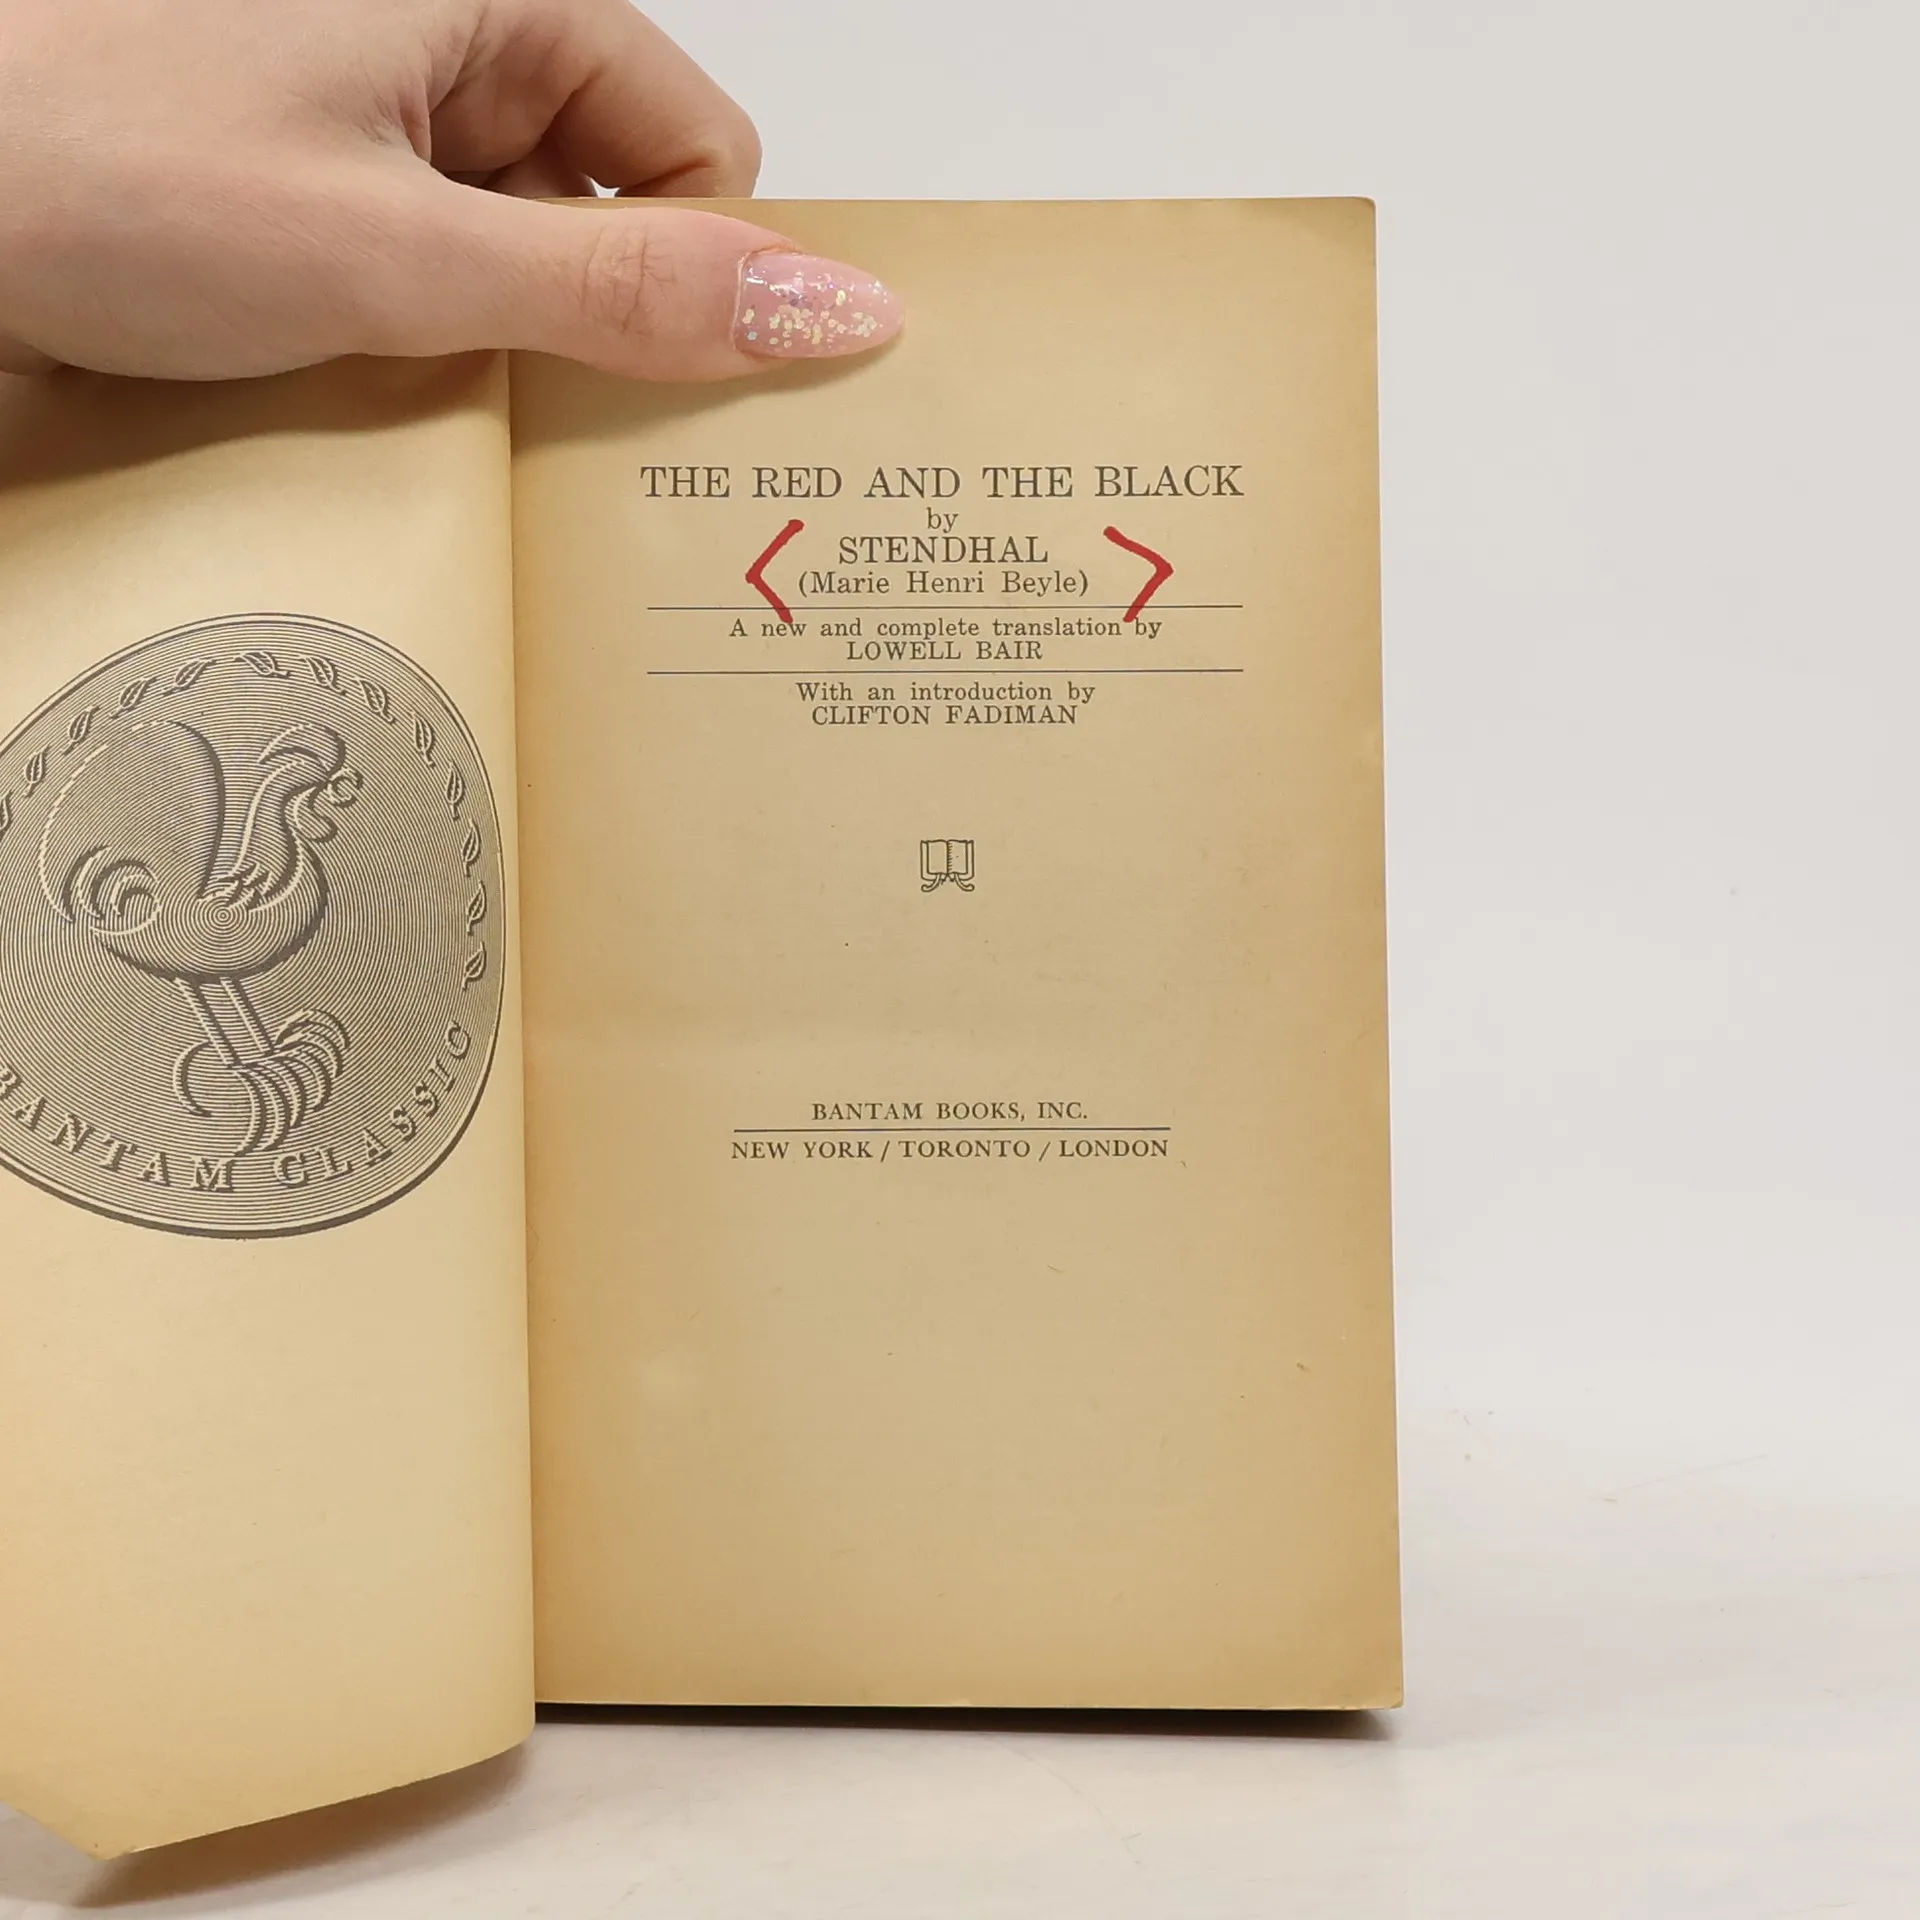 THE RED AND THE BLACK
by
STENDHAL
(Marie Henri Beyle)
A new and complete translation by
LOWELL BAIR
With an introduction by
CLIFTON FADIMAN
BANTAM BOOKS, INC.
NEW YORK / TORONTO / LONDON
BANTAM CLASSIC